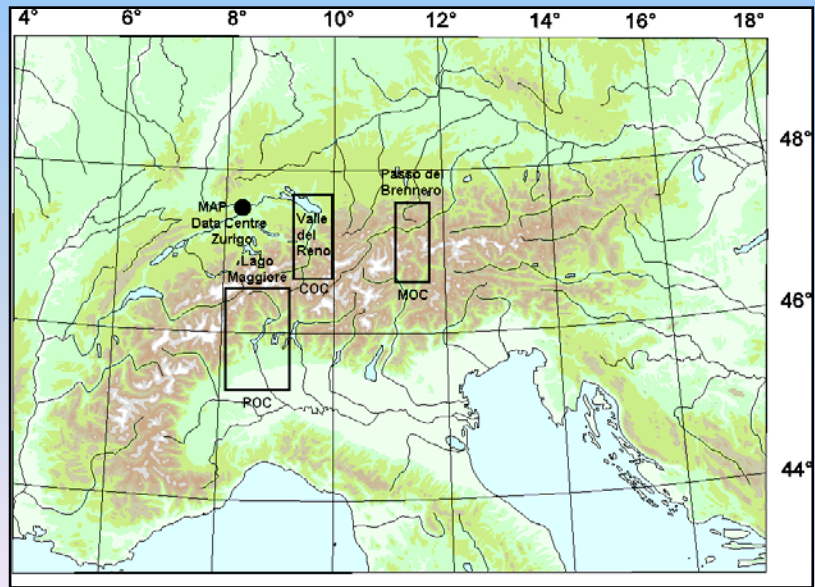 4° 6° 8° 10° 12° 14° 16° 18°
48°
Passo del
Brennero
MAP
Data Centre
Zurigo
Valle
del
Reno
Lago
Maggiore
COC
MOC
46°
ROC
44°